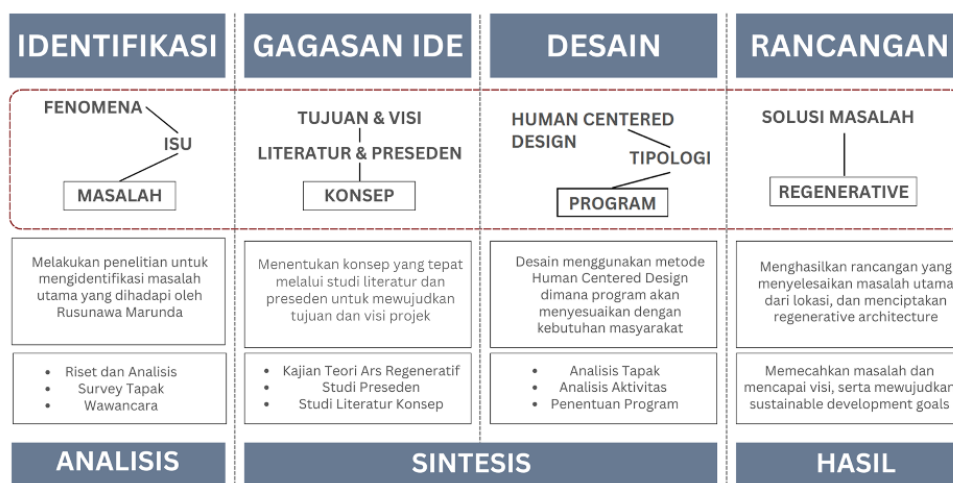 IDENTIFIKASI
GAGASAN IDE
DESAIN
RANCANGAN
FENOMENA
ISU
MASALAH
TUJUAN & VISI
LITERATUR & PRESEDEN
KONSEP
HUMAN CENTERED
DESIGN
TIPOLOGI
PROGRAM
SOLUSI MASALAH
REGENERATIVE
Melakukan penelitian untuk
mengidentifikasi masalah
utama yang dihadapi oleh
Rusunawa Marunda
Menentukan konsep yang tepat
melalui studi literatur dan
preseden untuk mewujudkan
tujuan dan visi projek
Desain menggunakan metode
Human Centered Design
dimana program akan
menyesuaikan dengan
kebutuhan masyarakat
Menghasilkan rancangan yang
menyelesaikan masalah utama
dari lokasi, dan menciptakan
regenerative architecture
• Riset dan Analisis
• Survey Tapak
• Wawancara
• Kajian Teori Ars Regeneratif
• Studi Preseden
• Studi Literatur Konsep
• Analisis Tapak
• Analisis Aktivitas
• Penentuan Program
Memecahkan masalah dan
mencapai visi, serta mewujudkan
sustainable development goals
ANALISIS
SINTESIS
HASIL